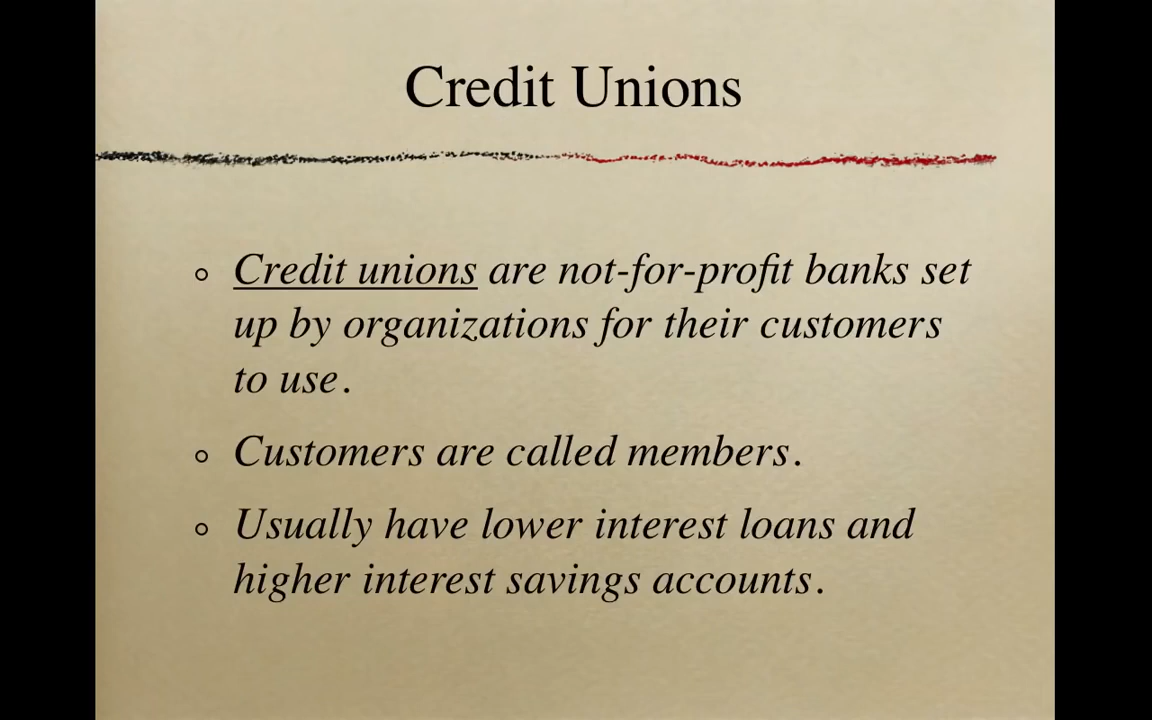 Credit Unions
Credit unions are not-for-profit banks set
up by organizations for their customers
to use.
Customers are called members.
Usually have lower interest loans and
higher interest savings accounts.